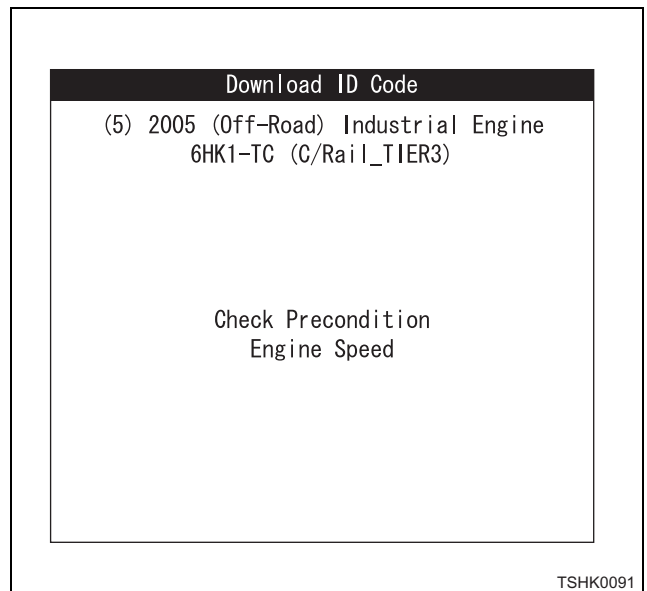 Download ID Code
(5) 2005 (Off-Road) Industrial Engine
6HK1-TC (C/Rail_TIER3)
Check Precondition
Engine Speed
TSHK0091